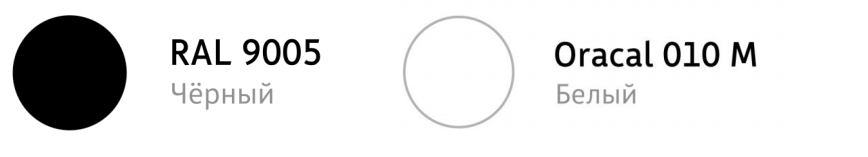 RAL 9005
Чёрный
Oracal 010 M
Белый